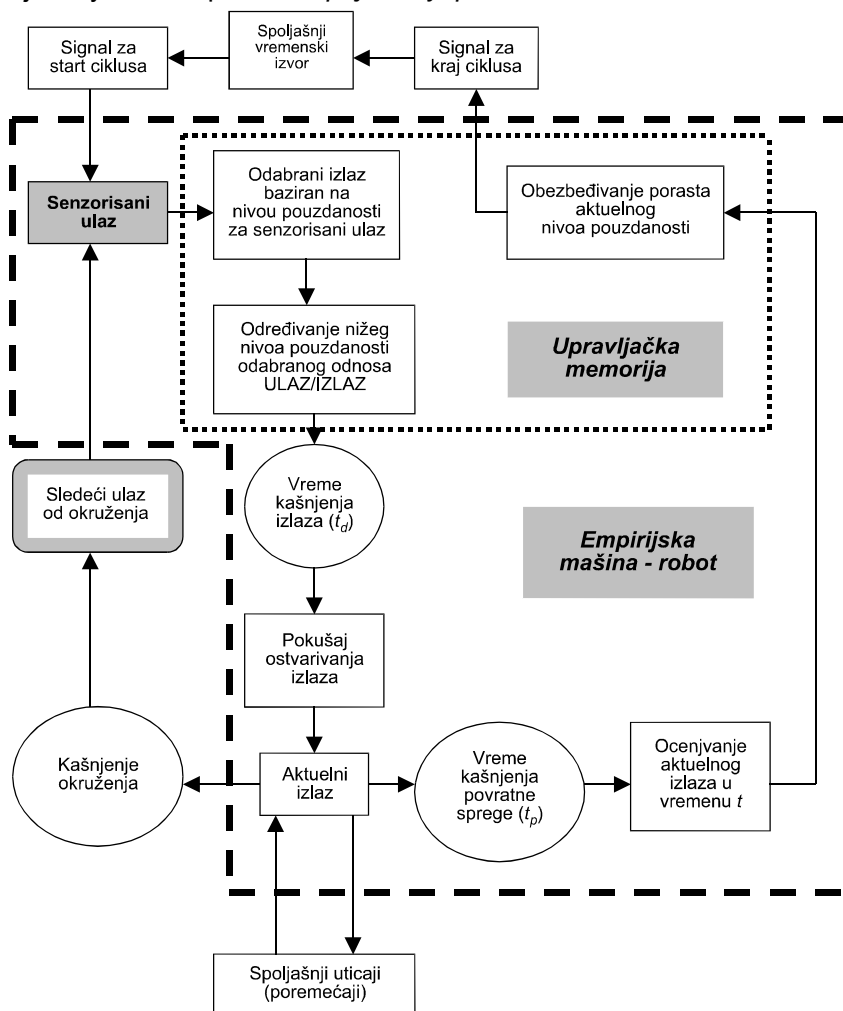 Signal za
start ciklusa
Spoljašnji
vremenski
izvor
Signal za
kraj ciklusa
Senzorisani
ulaz
Odabrani izlaz
baziran na
nivou pouzdanosti
za senzorisani ulaz
Obezbeđivanje porasta
aktuelnog
nivoa pouzdanosti
Određivanje nižeg
nivoa pouzdanosti
odabranog odnosa
ULAZ/IZLAZ
Upravljačka
memorija
Sledeći ulaz
od okruženja
Vreme
kašnjenja
izlaza (td)
Empirijska
mašina - robot
Pokušaj
ostvarivanja
izlaza
Kašnjenje
okruženja
Aktuelni
izlaz
Vreme
kašnjenja
povratne
sprege (tp)
Ocenjvanje
aktuelnog
izlaza u
vremenu t
Spoljašnji uticaji
(poremećaji)